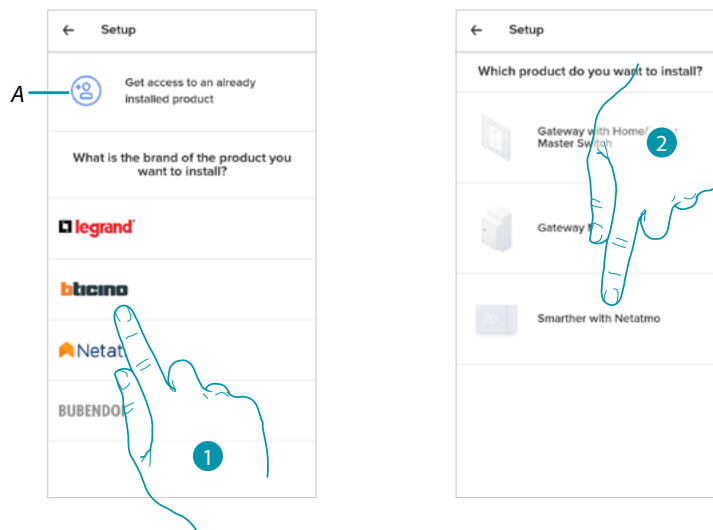 ← Setup
A
Get access to an already
installed product
What is the brand of the product you
want to install?
legrand
bticino
Netat
BUBENDO
1
← Setup
Which product do you want to install?
Gateway with Home/
Master Switch
2
Gateway
Smarther with Netatmo